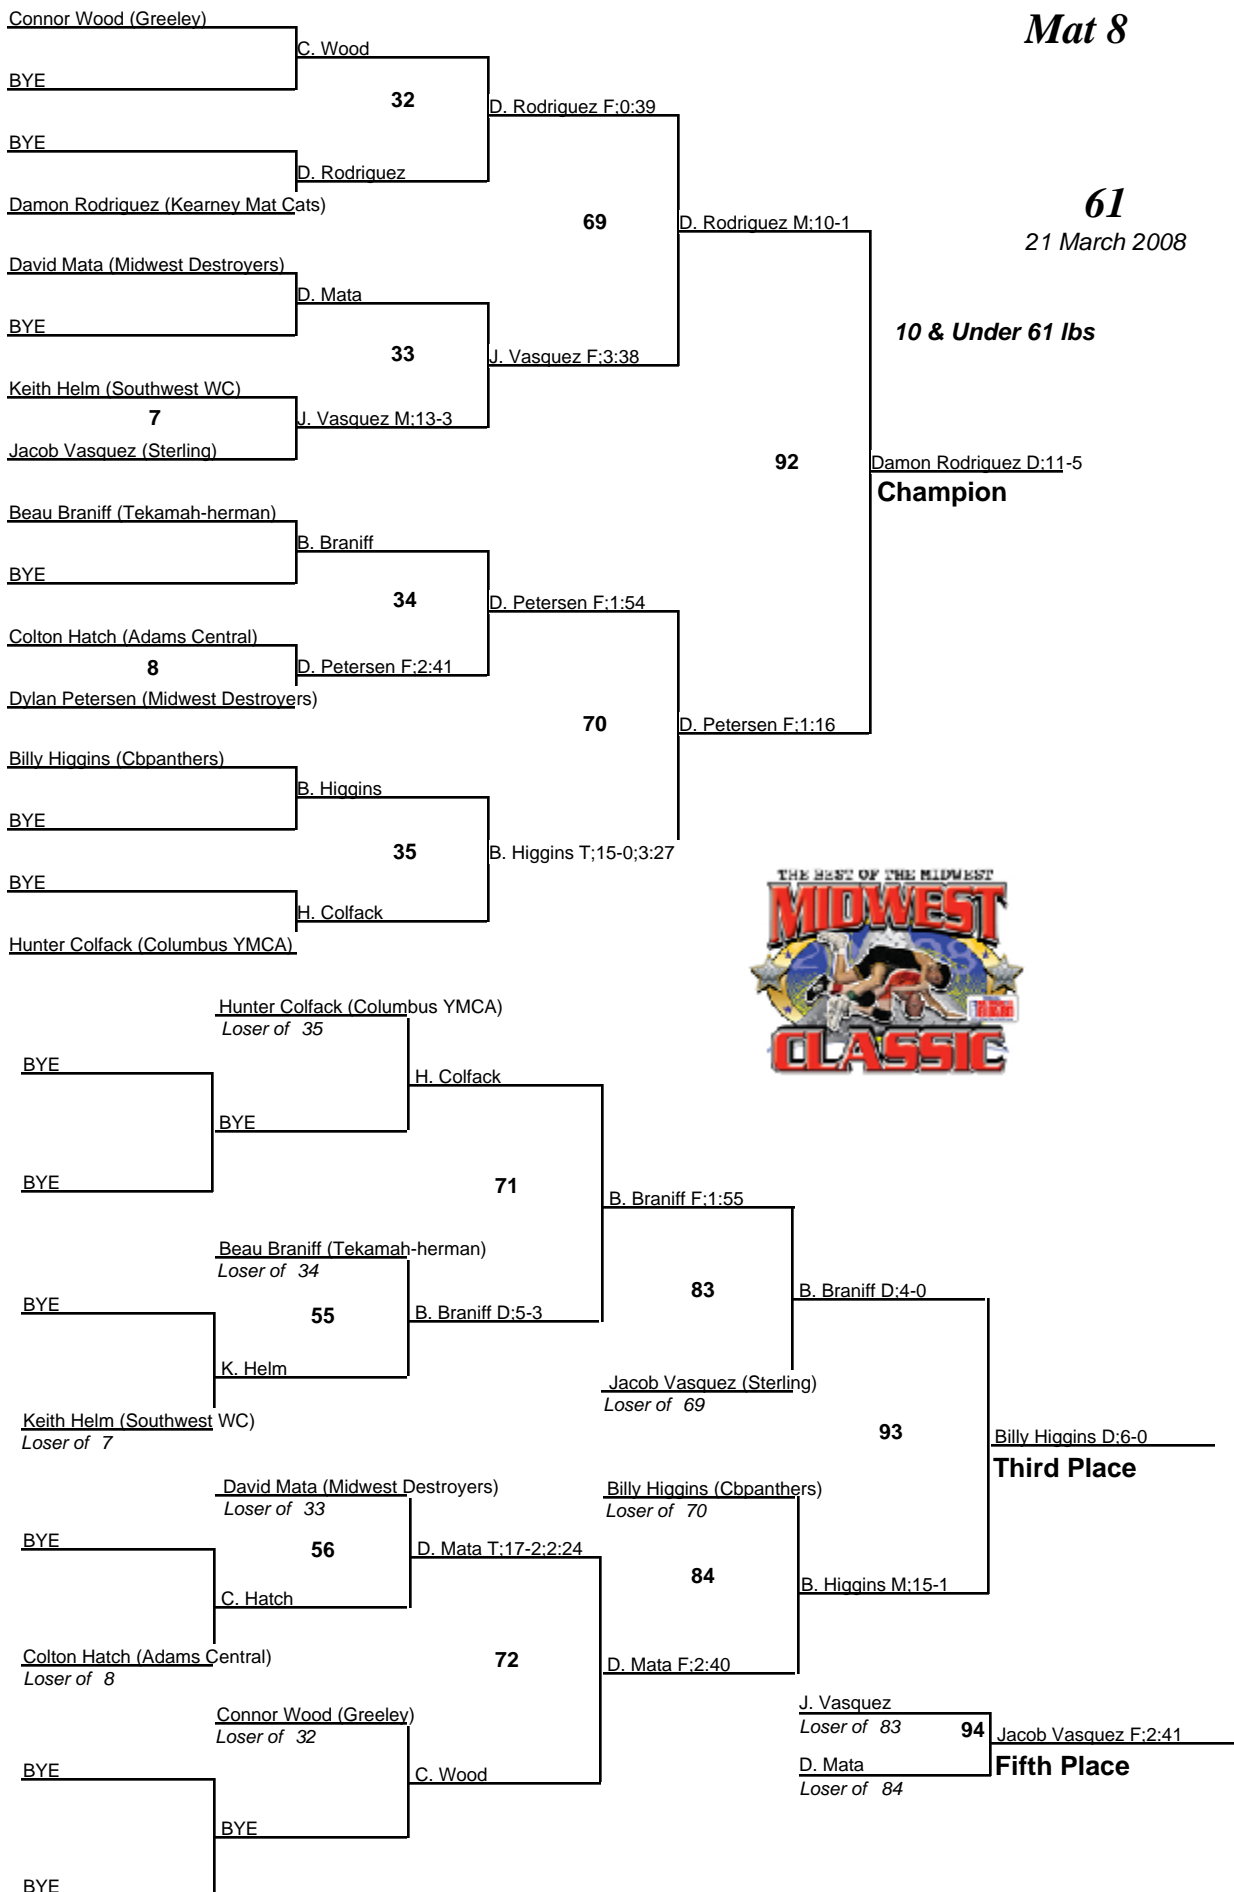 Connor Wood (Greeley)
Mat 8
C. Wood
BYE
32
D. Rodriguez F;0:39
BYE
D. Rodriguez
Damon Rodriguez (Kearney Mat Cats)
61
69
D. Rodriguez M;10-1
21 March 2008
David Mata (Midwest Destroyers)
D. Mata
BYE
10 & Under 61 lbs
33
J. Vasquez F;3:38
Keith Helm (Southwest WC)
7
J. Vasquez M;13-3
Jacob Vasquez (Sterling)
92
Damon Rodriguez D;11-5
Champion
Beau Braniff (Tekamah-herman)
B. Braniff
BYE
34
D. Petersen F;1:54
Colton Hatch (Adams Central)
8
D. Petersen F;2:41
Dylan Petersen (Midwest Destroyers)
70
D. Petersen F;1:16
Billy Higgins (Cbpanthers)
B. Higgins
BYE
35
B. Higgins T;15-0;3:27
BYE
H. Colfack
Hunter Colfack (Columbus YMCA)
THE BEST OF THE MIDWEST
MIDWEST
CLASSIC
Hunter Colfack (Columbus YMCA)
Loser of 35
BYE
H. Colfack
BYE
BYE
71
B. Braniff F;1:55
Beau Braniff (Tekamah-herman)
Loser of 34
BYE
55
B. Braniff D;5-3
83
B. Braniff D;4-0
K. Helm
Jacob Vasquez (Sterling)
Loser of 69
Keith Helm (Southwest WC)
Loser of 7
93
Billy Higgins D;6-0
Third Place
David Mata (Midwest Destroyers)
Loser of 33
Billy Higgins (Cbpanthers)
Loser of 70
BYE
56
D. Mata T;17-2;2:24
84
B. Higgins M;15-1
C. Hatch
Colton Hatch (Adams Central)
Loser of 8
72
D. Mata F;2:40
Connor Wood (Greeley)
Loser of 32
J. Vasquez
Loser of 83
94
Jacob Vasquez F;2:41
Fifth Place
BYE
C. Wood
D. Mata
Loser of 84
BYE
BYE